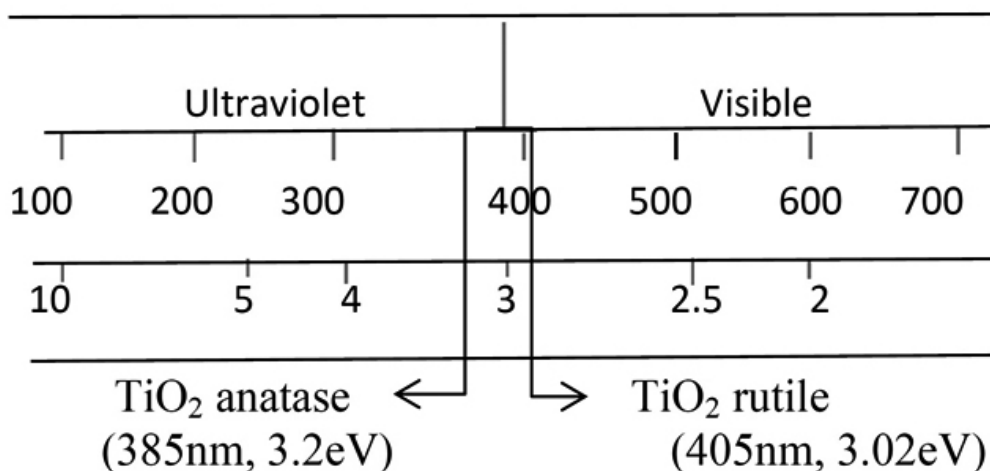 Ultraviolet Visible
100 200 300 400 500 600 700
10 5 4 3 2.5 2
TiO₂ anatase TiO₂ rutile
(385nm, 3.2eV) (405nm, 3.02eV)